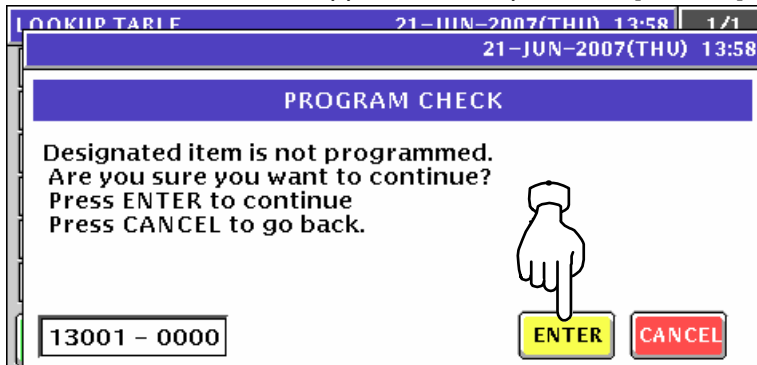 LOOKUP TABLE 21-JUN-2007(THU) 13:58 1/1
21-JUN-2007(THU) 13:58
PROGRAM CHECK
Designated item is not programmed.
Are you sure you want to continue?
Press ENTER to continue
Press CANCEL to go back.
13001 - 0000 ENTER CANCEL